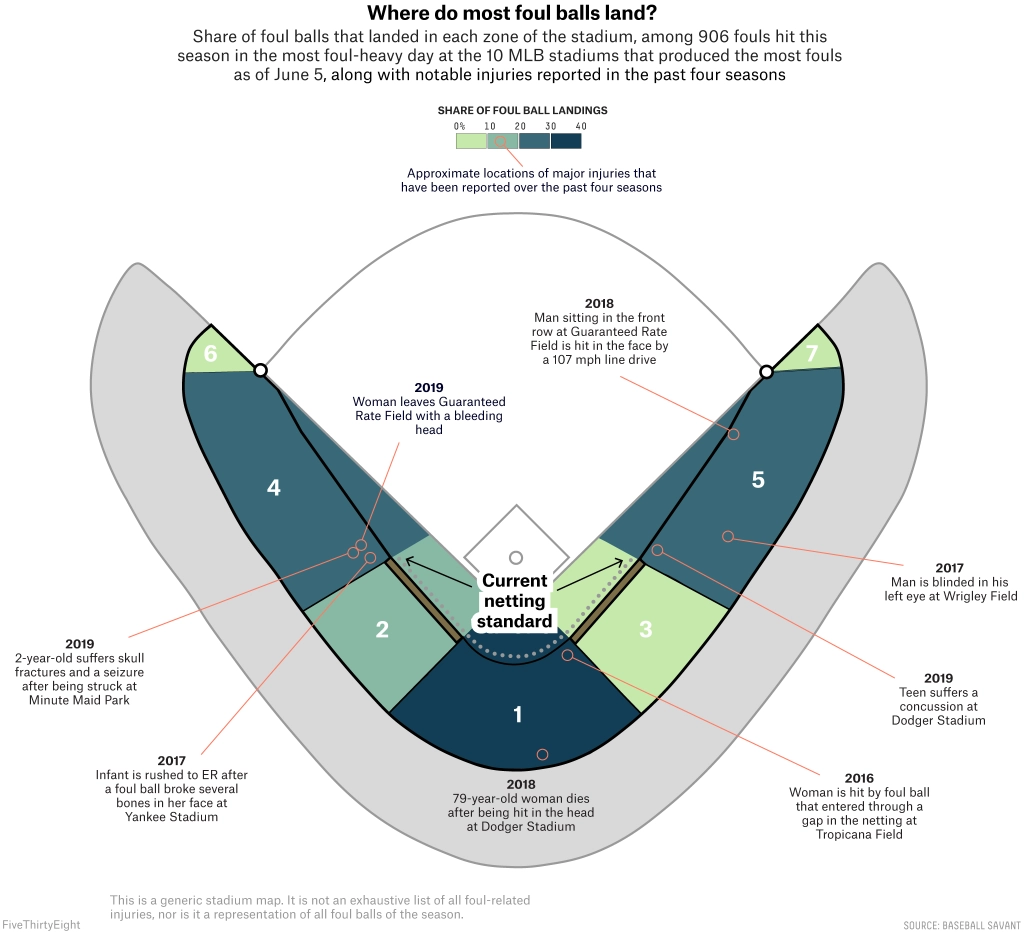 Where do most foul balls land?
Share of foul balls that landed in each zone of the stadium, among 906 fouls hit this
season in the most foul-heavy day at the 10 MLB stadiums that produced the most fouls
as of June 5, along with notable injuries reported in the past four seasons
SHARE OF FOUL BALL LANDINGS
0% 10 20 30 40
Approximate locations of major injuries that
have been reported over the past four seasons
2018
Man sitting in the front
row at Guaranteed Rate
Field is hit in the face by
a 107 mph line drive
6
7
2019
Woman leaves Guaranteed
Rate Field with a bleeding
head
4
5
2017
Man is blinded in his
left eye at Wrigley Field
Current
netting
standard
2
3
2019
2-year-old suffers skull
fractures and a seizure
after being struck at
Minute Maid Park
2019
Teen suffers a
concussion at
Dodger Stadium
1
2017
Infant is rushed to ER after
a foul ball broke several
bones in her face at
Yankee Stadium
2018
79-year-old woman dies
after being hit in the head
at Dodger Stadium
2016
Woman is hit by foul ball
that entered through a
gap in the netting at
Tropicana Field
This is a generic stadium map. It is not an exhaustive list of all foul-related
injuries, nor is it a representation of all foul balls of the season.
FiveThirtyEight
SOURCE: BASEBALL SAVANT